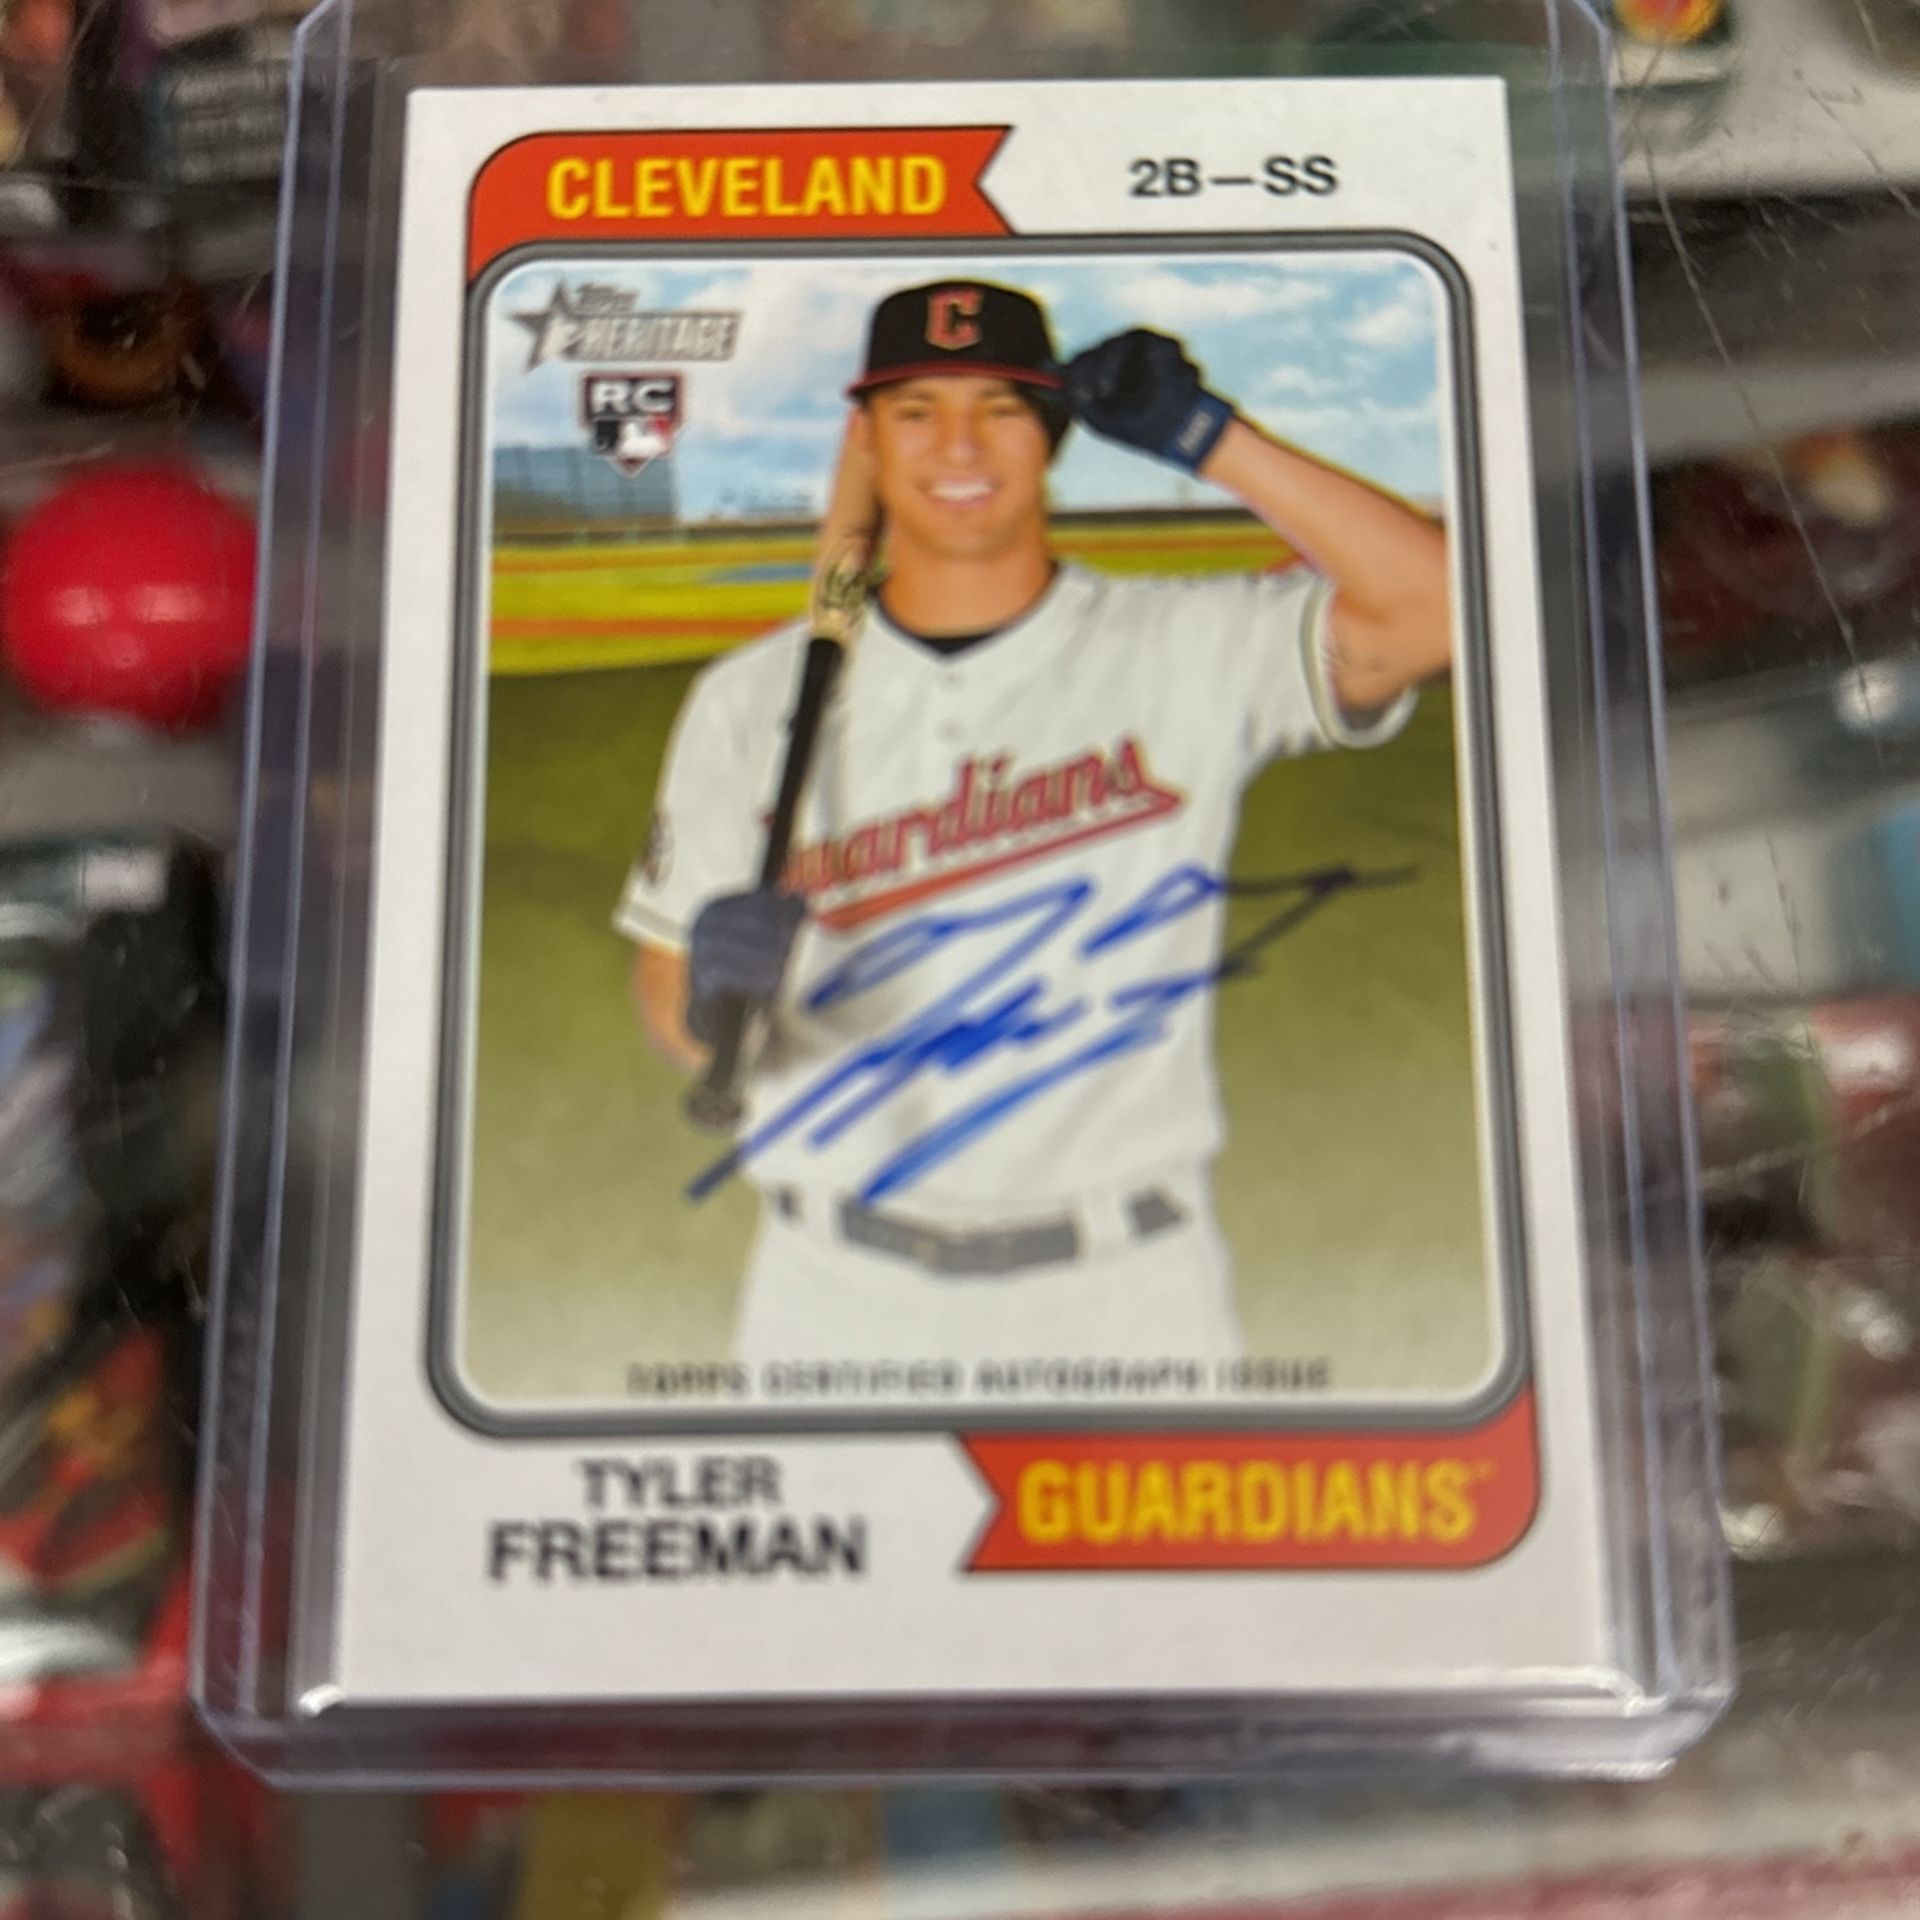 CLEVELAND
2B—SS
Topps
HERITAGE
RC
C
Guardians
TOPPS CERTIFIED AUTOGRAPH ISSUE
TYLER
FREEMAN
GUARDIANS